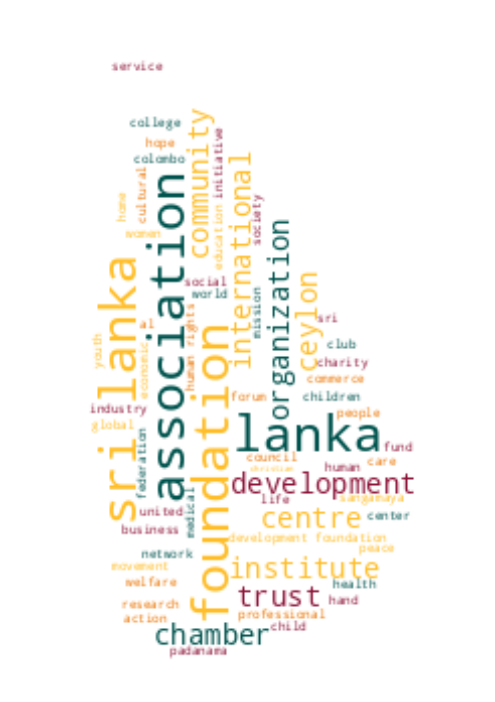 service
college
community
hope
initiative
colombo
international
cultural
association
education
home
society
women
organization
sri lanka
social
world
ceylon
mission
human rights
sri
al
foundation
youth
economic
club
charity
commerce
forum
children
industry
people
global
lanka
federation
fund
council
christian
human
care
development
medical
life
sangamaya
united
centre
center
business
development foundation
peace
network
movement
institute
welfare
health
trust
hand
research
professional
action
chamber
child
padanama